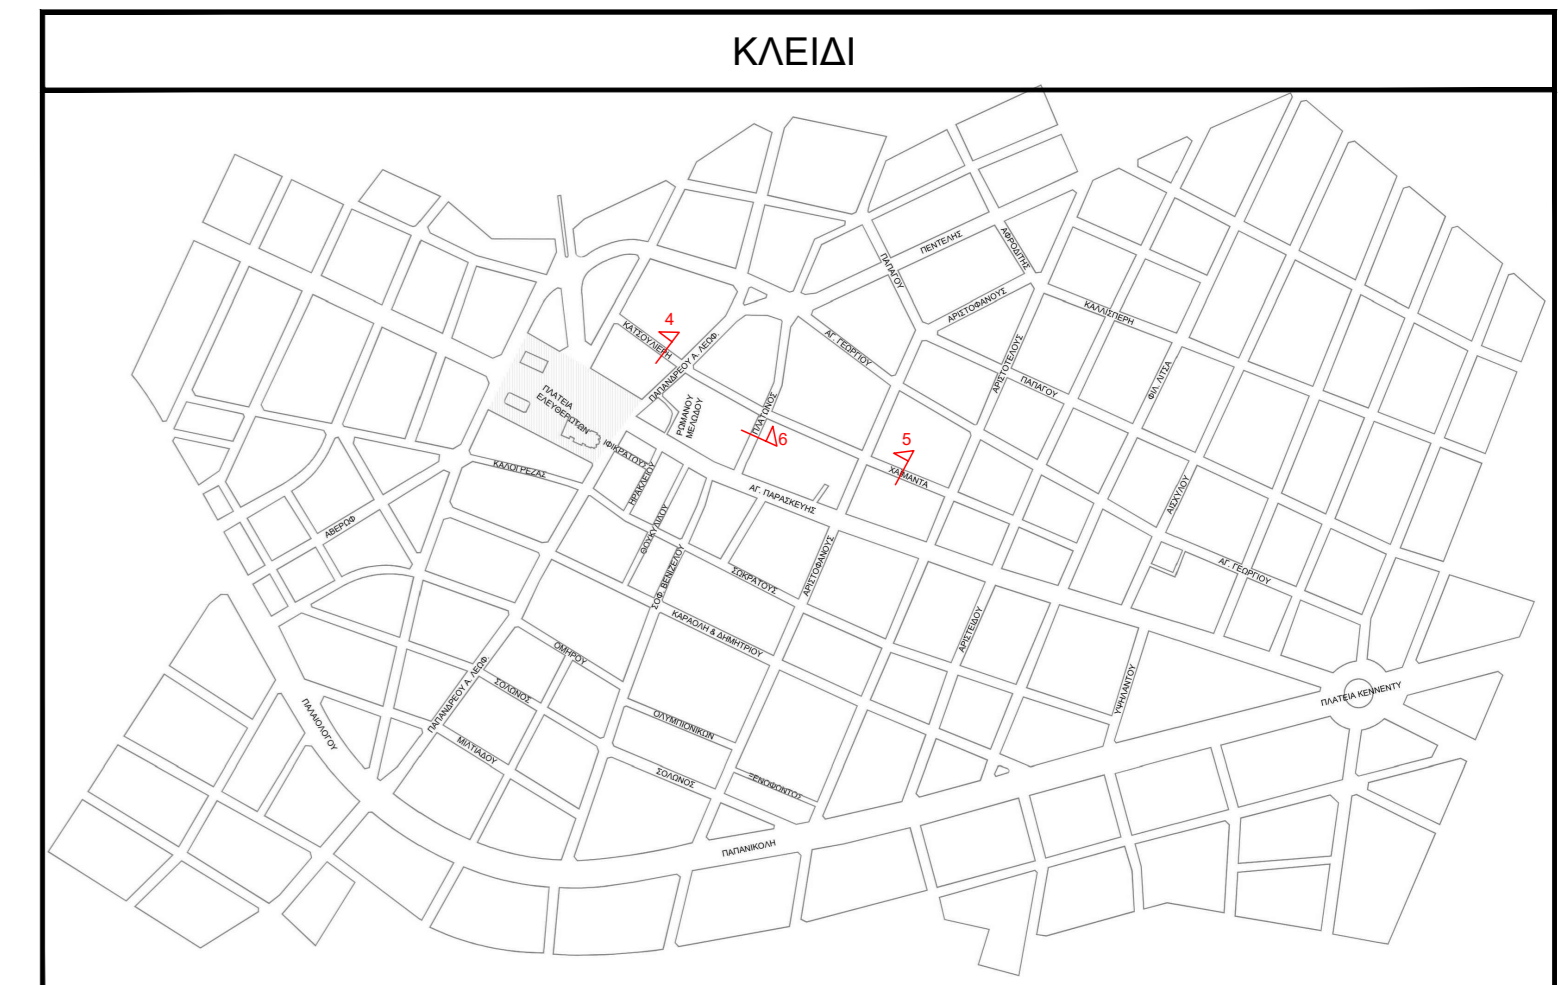 ΚΛΕΙΔΙ
ΠΕΝΤΕΛΗΣ
ΑΦΡΟΔΙΤΗΣ
ΠΑΠΑΓΟΥ
ΑΡΙΣΤΟΦΑΝΟΥΣ
ΚΑΛΛΙΣΠΕΡΗ
4
ΚΑΤΣΟΥΛΙΕΡΗ
ΠΑΠΑΝΔΡΕΟΥ Α. ΛΕΩΦ.
ΑΓ. ΓΕΩΡΓΙΟΥ
ΑΡΙΣΤΟΤΕΛΟΥΣ
ΠΑΠΑΓΟΥ
ΦΙΛ. ΛΙΤΣΑ
ΠΛΑΤΕΙΑ
ΕΛΕΥΘΕΡΩΤΩΝ
ΡΩΜΑΝΟΥ
ΜΕΛΩΔΟΥ
ΠΛΑΤΩΝΟΣ
6
5
ΧΑΪΜΑΝΤΑ
ΙΦΙΚΡΑΤΟΥΣ
ΚΑΛΟΓΡΕΖΑΣ
ΗΡΑΚΛΕΙΟΥ
ΑΓ. ΠΑΡΑΣΚΕΥΗΣ
ΑΙΣΧΥΛΟΥ
ΑΒΕΡΩΦ
ΘΟΥΚΥΔΙΔΟΥ
ΣΟΦ. ΒΕΝΙΖΕΛΟΥ
ΣΩΚΡΑΤΟΥΣ
ΑΡΙΣΤΟΦΑΝΟΥΣ
ΑΓ. ΓΕΩΡΓΙΟΥ
ΚΑΡΑΟΛΗ & ΔΗΜΗΤΡΙΟΥ
ΑΡΙΣΤΕΙΔΟΥ
ΟΜΗΡΟΥ
ΣΟΛΩΝΟΣ
ΠΑΠΑΝΔΡΕΟΥ Α. ΛΕΩΦ
ΥΨΗΛΑΝΤΟΥ
ΠΛΑΤΕΙΑ ΚΕΝΝΕΝΤΥ
ΠΑΛΑΙΟΛΟΓΟΥ
ΟΛΥΜΠΙΟΝΙΚΩΝ
ΜΙΛΤΙΑΔΟΥ
ΣΟΛΩΝΟΣ
ΞΕΝΟΦΩΝΤΟΣ
ΠΑΠΑΝΙΚΟΛΗ